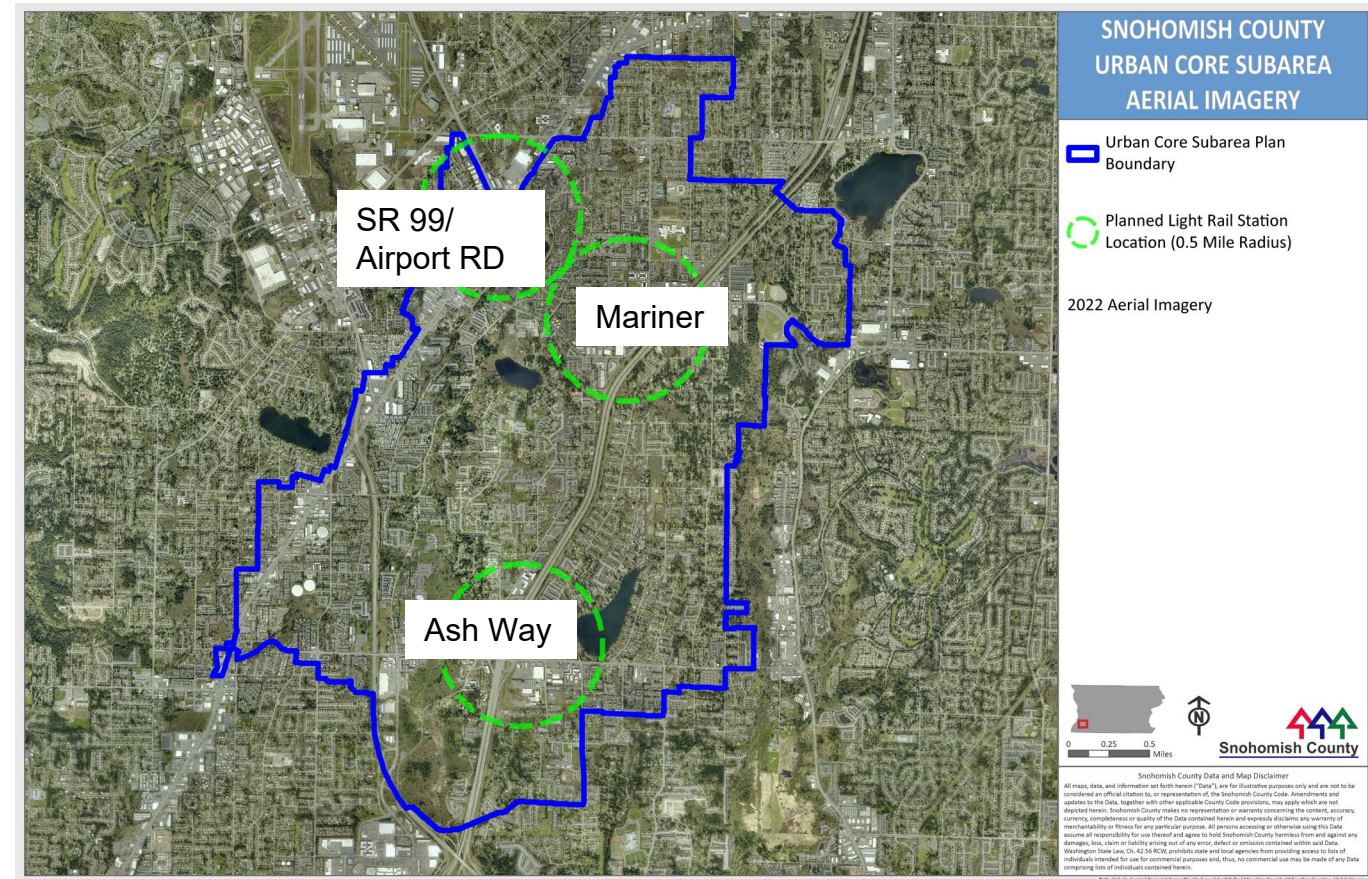 SNOHOMISH COUNTY
URBAN CORE SUBAREA
AERIAL IMAGERY
Urban Core Subarea Plan
Boundary
Planned Light Rail Station
Location (0.5 Mile Radius)
2022 Aerial Imagery
SR 99/
Airport RD
Mariner
Ash Way
N
0 0.25 0.5
Miles
Snohomish County
Snohomish County Data and Map Disclaimer
All maps, data, and information set forth herein ("Data"), are for illustrative purposes only and are not to be
considered an official citation to, or representation of, the Snohomish County Code. Amendments and
updates to the Data, together with other applicable County Code provisions, may apply which are not
depicted herein. Snohomish County makes no representation or warranty concerning the content, accuracy,
currency, completeness or quality of the Data contained herein and expressly disclaims any warranty of
merchantability or fitness for any particular purpose. All persons accessing or otherwise using this Data
assume all responsibility for use thereof and agree to hold Snohomish County harmless from and against any
damages, loss, claim or liability arising out of any error, defect or omission contained within said Data.
Washington State Law, Ch. 42.56 RCW, prohibits state and local agencies from providing access to lists of
individuals intended for use for commercial purposes and, thus, no commercial use may be made of any Data
comprising lists of individuals contained herein.